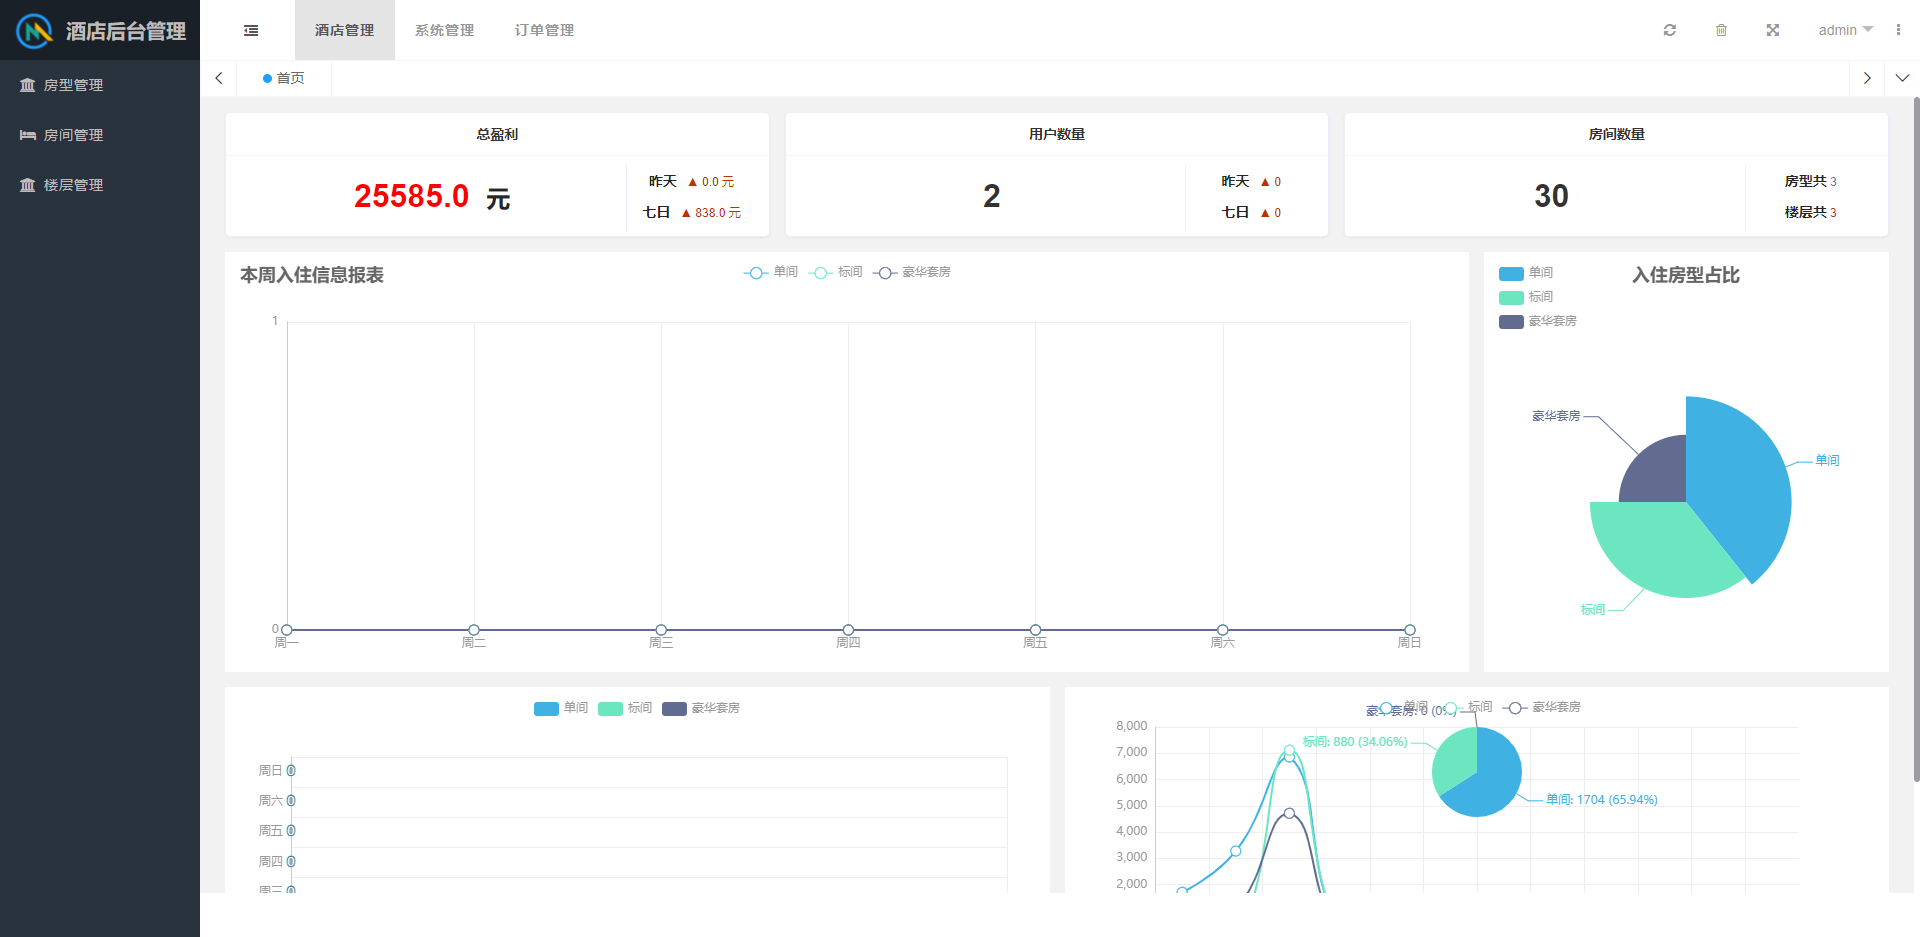 酒店后台管理
酒店管理 系统管理 订单管理 admin
房型管理
房间管理
楼层管理
首页
总盈利
25585.0 元
昨天 ▲ 0.0 元
七日 ▲ 838.0 元
用户数量
2
昨天 ▲ 0
七日 ▲ 0
房间数量
30
房型共 3
楼层共 3
本周入住信息报表
单间 标间 豪华套房
1
0
周一 周二 周三 周四 周五 周六 周日
入住房型占比
单间
标间
豪华套房
豪华套房
单间
标间
单间 标间 豪华套房
周日 0
周六 0
周五 0
周四 0
周三 0
单间 标间 豪华套房
豪华套房: 0 (0%)
标间: 880 (34.06%)
单间: 1704 (65.94%)
8,000
7,000
6,000
5,000
4,000
3,000
2,000